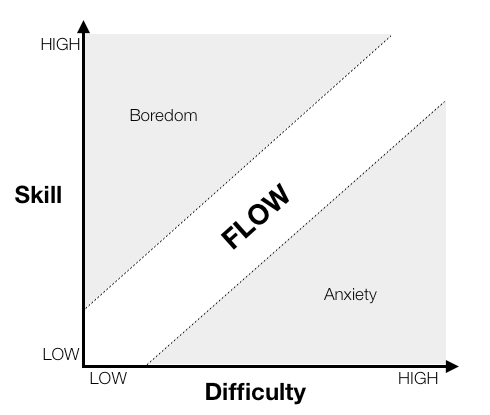 HIGH
Boredom
Skill
FLOW
Anxiety
LOW
LOW
HIGH
Difficulty